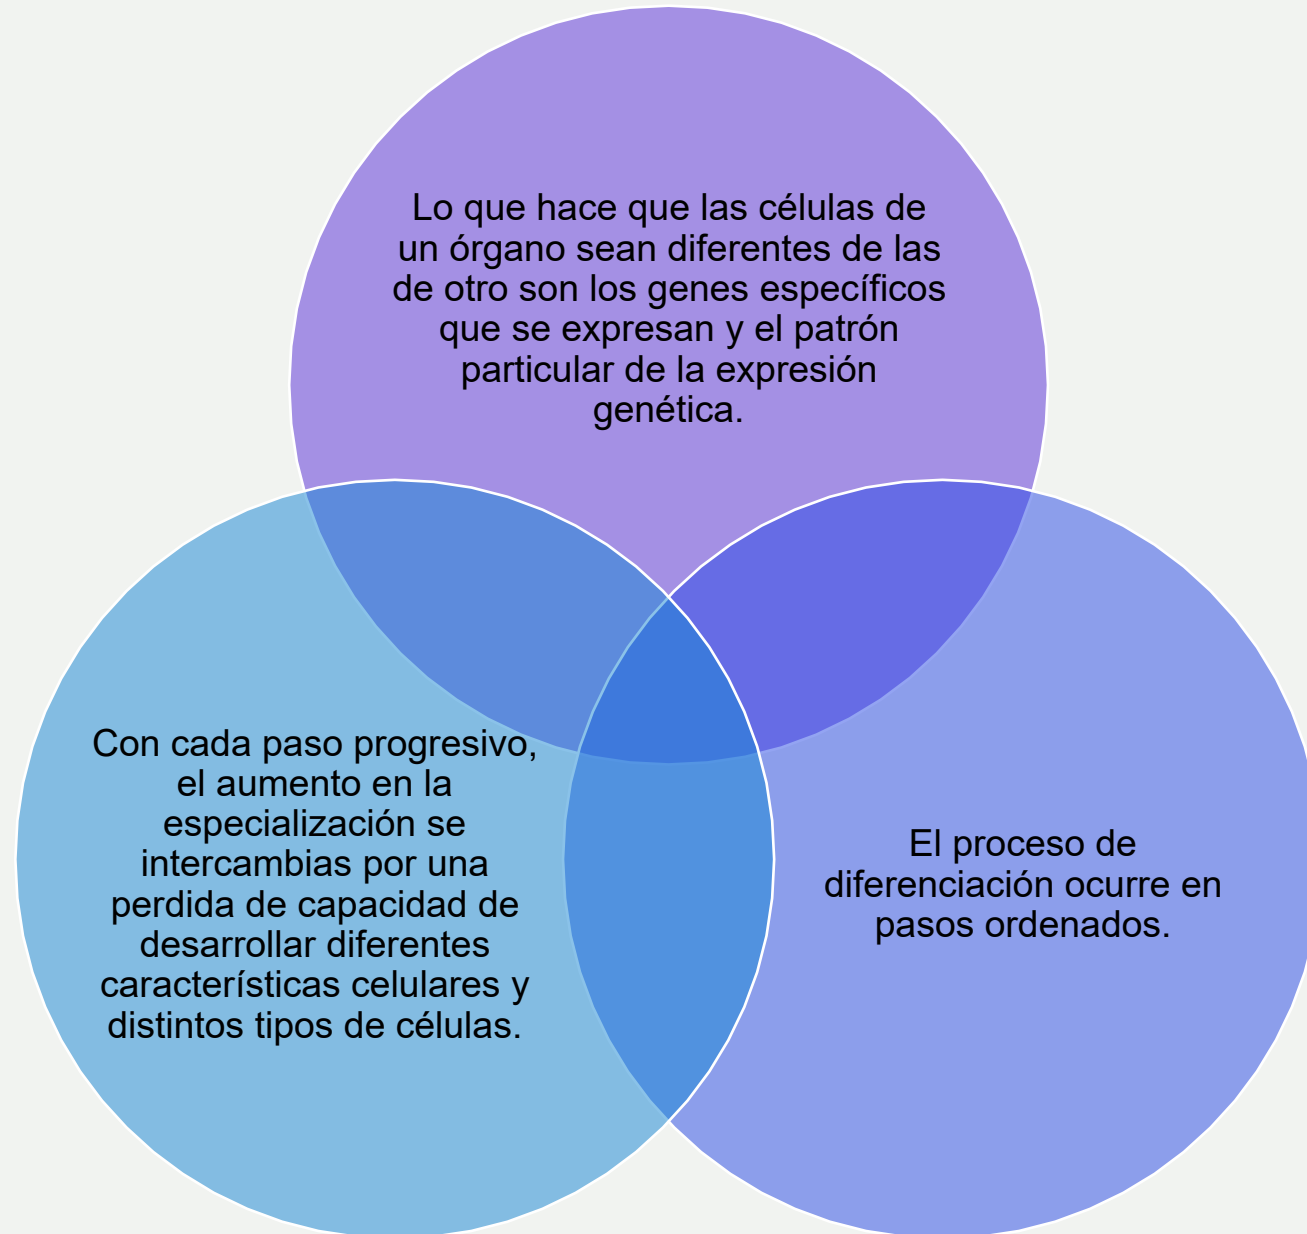 Lo que hace que las células de
un órgano sean diferentes de las
de otro son los genes específicos
que se expresan y el patrón
particular de la expresión
genética.
Con cada paso progresivo,
el aumento en la
especialización se
intercambias por una
perdida de capacidad de
desarrollar diferentes
características celulares y
distintos tipos de células.
El proceso de
diferenciación ocurre en
pasos ordenados.